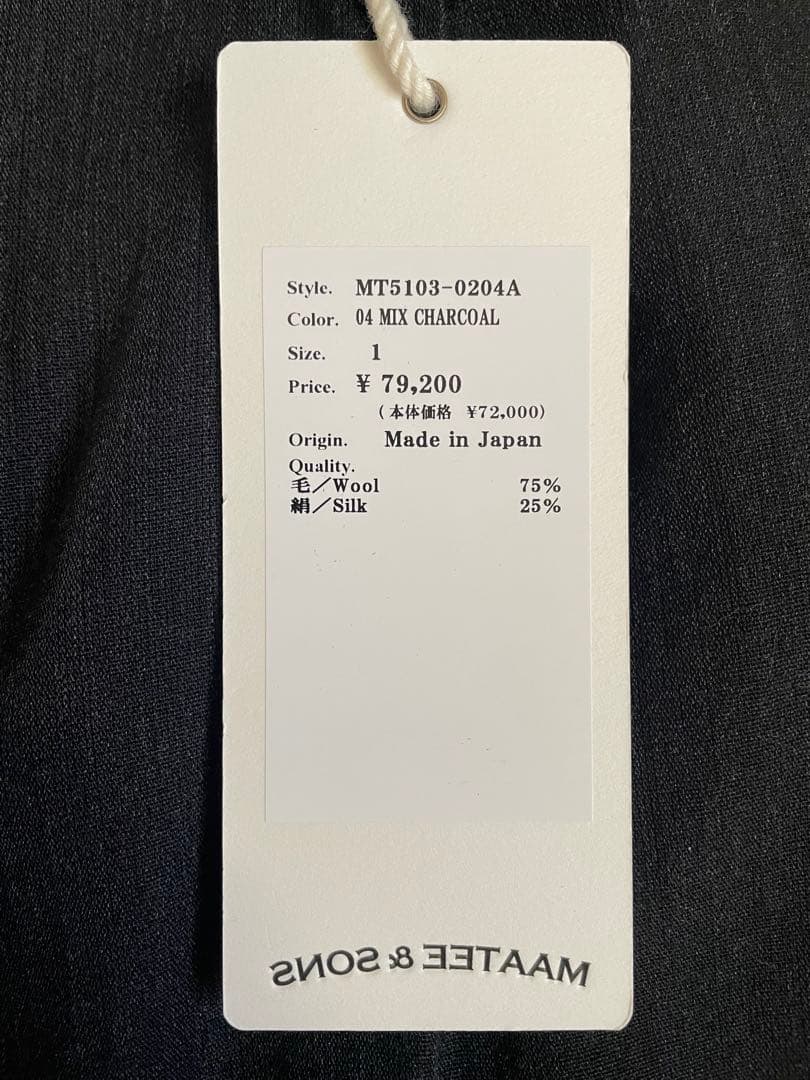 Style. MT5103-0204A
Color. 04 MIX CHARCOAL
Size. 1
Price. ¥ 79,200
(本体価格 ¥72,000)
Origin. Made in Japan
Quality.
毛／Wool 75%
絹／Silk 25%
MAATEE & SONS